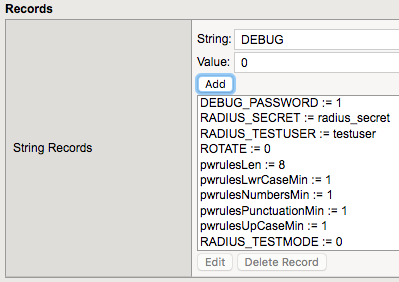 Records
String: DEBUG
Value: 0
Add
String Records
DEBUG_PASSWORD := 1
RADIUS_SECRET := radius_secret
RADIUS_TESTUSER := testuser
ROTATE := 0
pwrulesLen := 8
pwrulesLwrCaseMin := 1
pwrulesNumbersMin := 1
pwrulesPunctuationMin := 1
pwrulesUpCaseMin := 1
RADIUS_TESTMODE := 0
Edit Delete Record